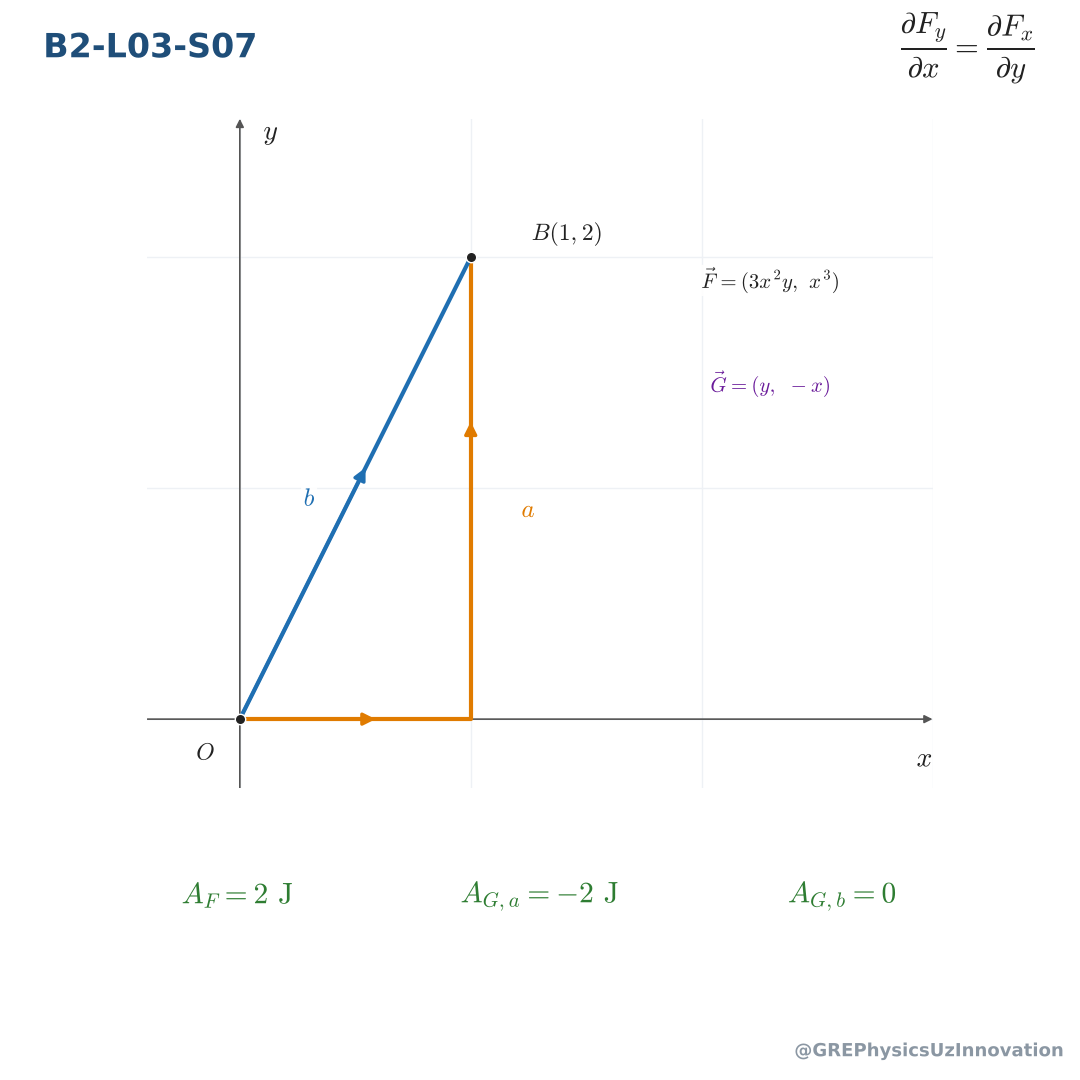 B2-L03-S07
∂F_y/∂x = ∂F_x/∂y
y
B(1, 2)
F⃗ = (3x²y, x³)
G⃗ = (y, −x)
b
a
O
x
A_F = 2 J
A_{G, a} = −2 J
A_{G, b} = 0
@GREPhysicsUzInnovation